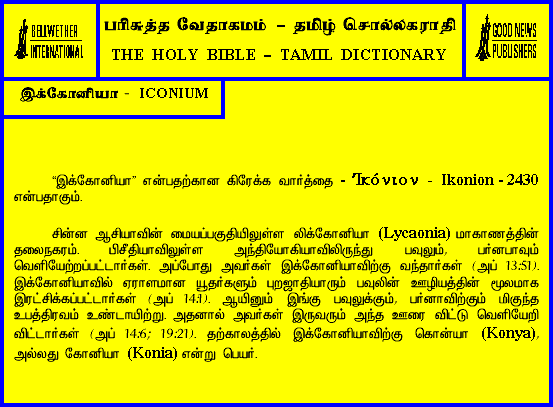 BELLWETHER
INTERNATIONAL
பரிசுத்த வேதாகமம் – தமிழ் சொல்லகராதி
THE HOLY BIBLE – TAMIL DICTIONARY
GOOD NEWS
PUBLISHERS
இக்கோனியா - ICONIUM
“இக்கோனியா” என்பதற்கான கிரேக்க வார்த்தை - Ἰκόνιον - Ikonion - 2430
என்பதாகும்.
சின்ன ஆசியாவின் மையப்பகுதியிலுள்ள லிக்கோனியா (Lycaonia) மாகாணத்தின்
தலைநகரம். பிசீதியாவிலுள்ள அந்தியோகியாவிலிருந்து பவுலும், பர்னபாவும்
வெளியேற்றப்பட்டார்கள். அப்போது அவர்கள் இக்கோனியாவிற்கு வந்தார்கள் (அப் 13:51).
இக்கோனியாவில் ஏராளமான யூதர்களும் புறஜாதியாரும் பவுலின் ஊழியத்தின் மூலமாக
இரட்சிக்கப்பட்டார்கள் (அப் 14:1). ஆயினும் இங்கு பவுலுக்கும், பர்னாவிற்கும் மிகுந்த
உபத்திரவம் உண்டாயிற்று. அதனால் அவர்கள் இருவரும் அந்த ஊரை விட்டு வெளியேறி
விட்டார்கள் (அப் 14:6; 19:21). தற்காலத்தில் இக்கோனியாவிற்கு கொன்யா (Konya),
அல்லது கோனியா (Konia) என்று பெயர்.